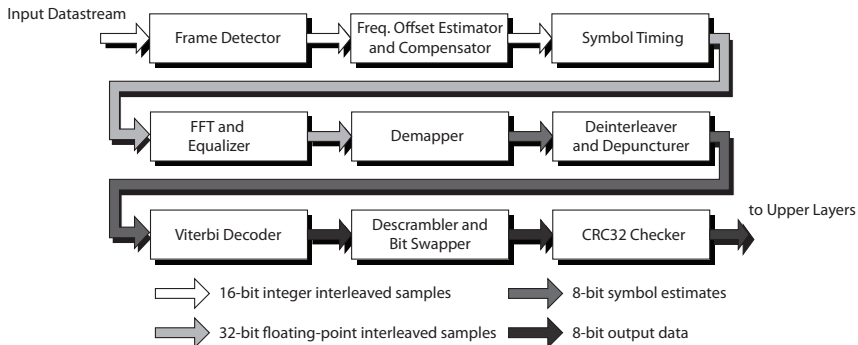 Input Datastream
Frame Detector
Freq. Offset Estimator
and Compensator
Symbol Timing
FFT and
Equalizer
Demapper
Deinterleaver
and Depuncturer
Viterbi Decoder
Descrambler and
Bit Swapper
CRC32 Checker
to Upper Layers
16-bit integer interleaved samples
8-bit symbol estimates
32-bit floating-point interleaved samples
8-bit output data